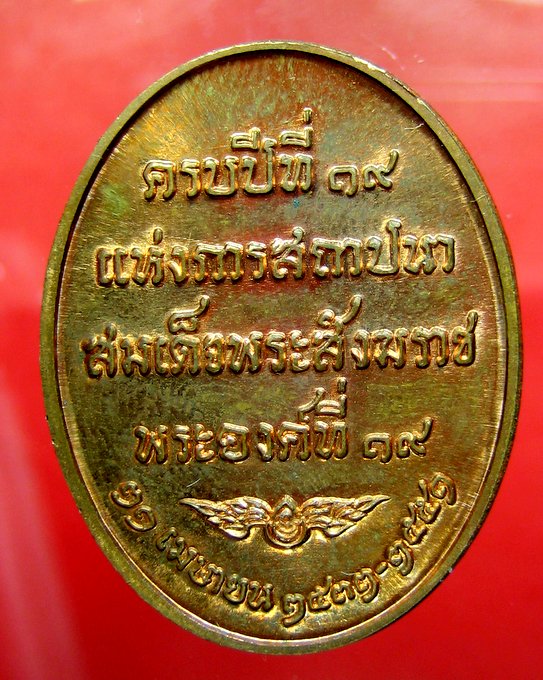 ครบปีที่ ๑๙
แห่งการสถาปนา
สมเด็จพระสังฆราช
พระองค์ที่ ๑๙
๒๑ เมษายน ๒๕๓๒-๒๕๕๑